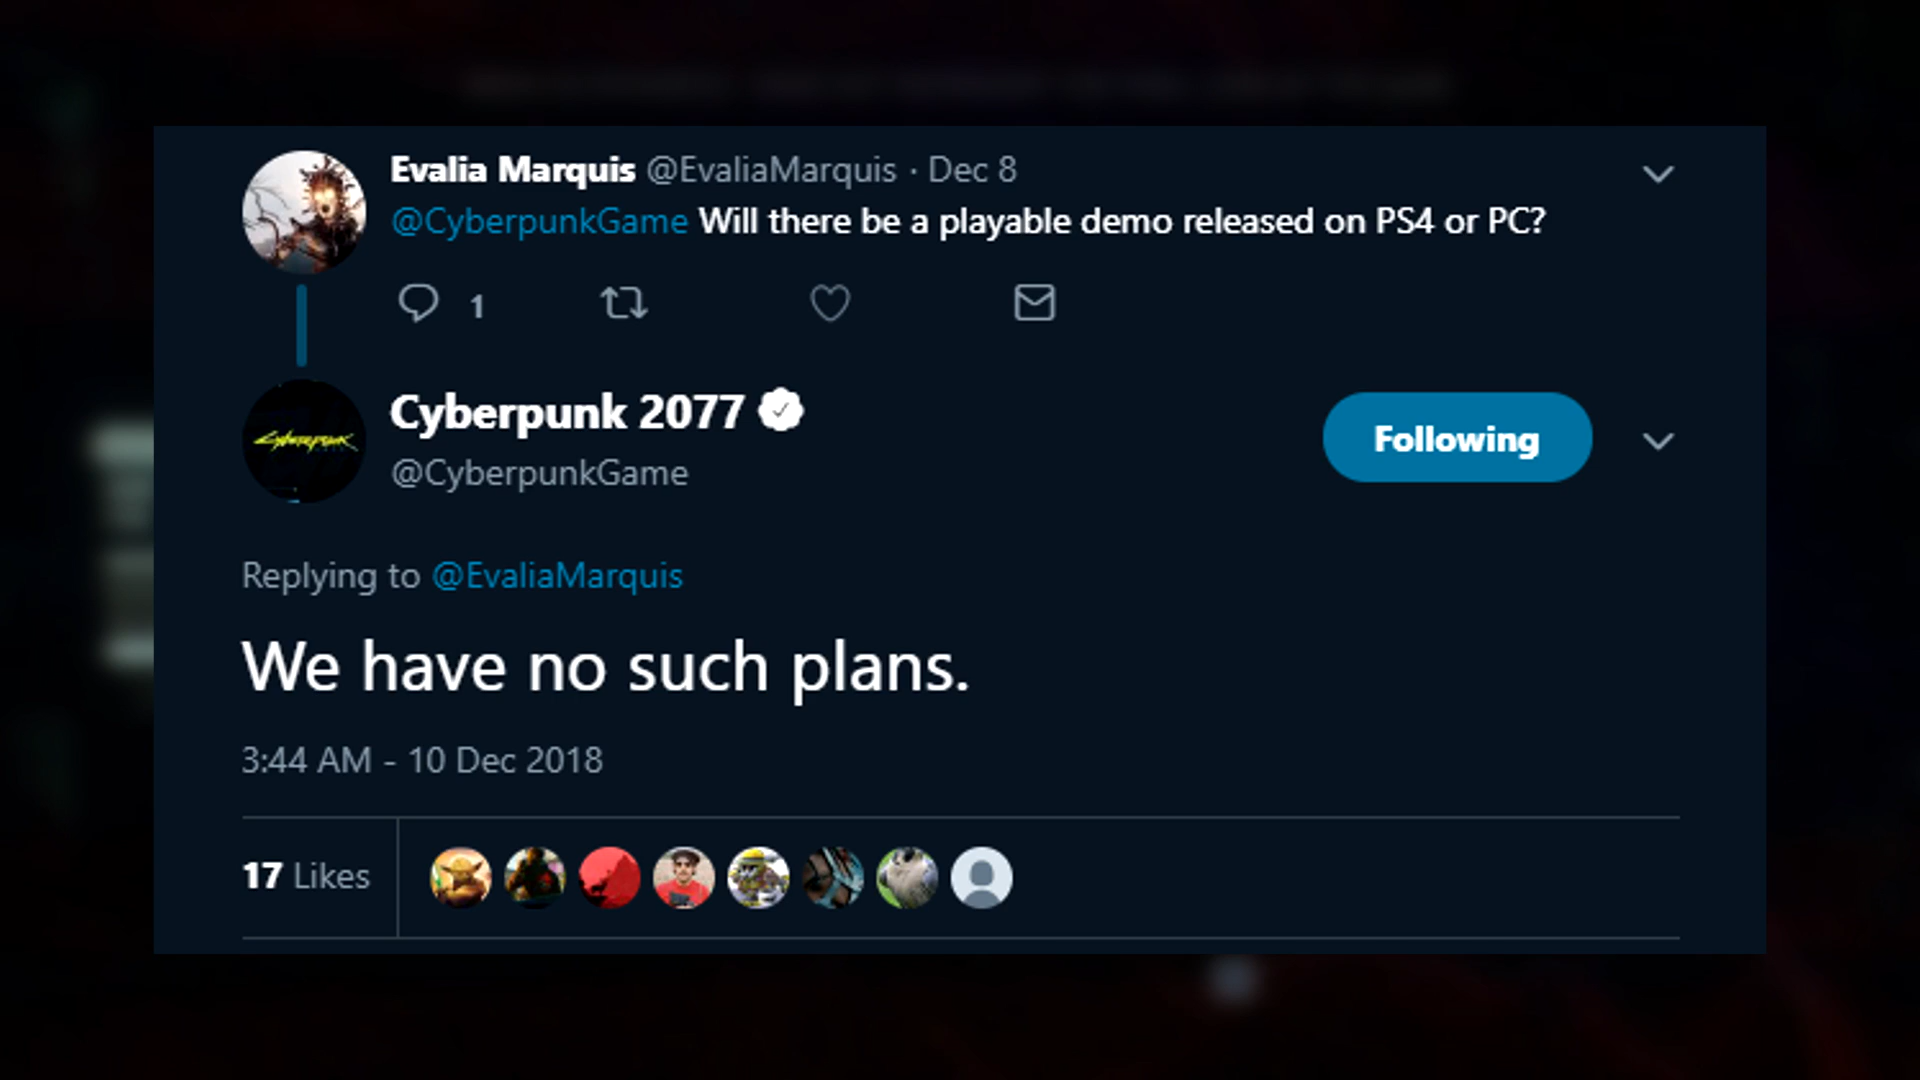 Evalia Marquis @EvaliaMarquis · Dec 8
@CyberpunkGame Will there be a playable demo released on PS4 or PC?
1
Cyberpunk 2077
@CyberpunkGame
Following
Cyberpunk
Replying to @EvaliaMarquis
We have no such plans.
3:44 AM - 10 Dec 2018
17 Likes